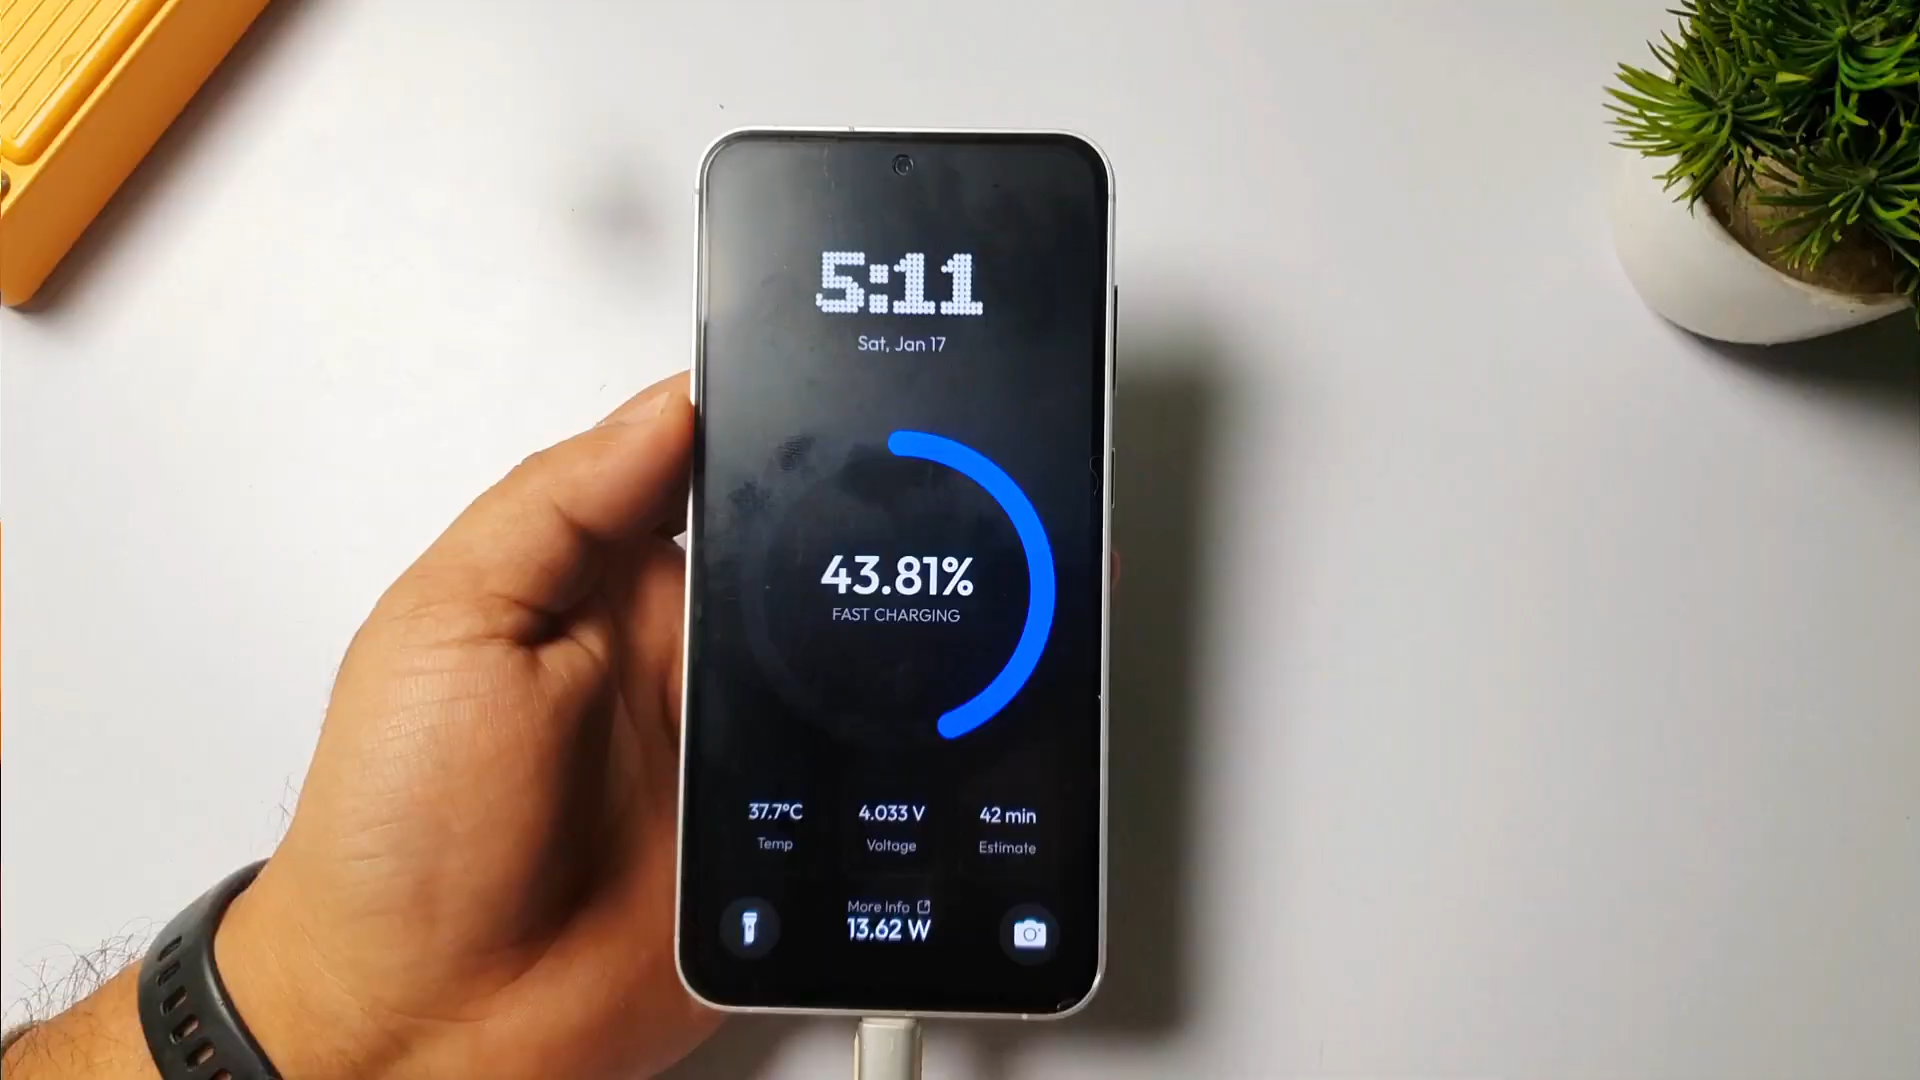 5:11
Sat, Jan 17
43.81%
FAST CHARGING
37.7°C
Temp
4.033 V
Voltage
42 min
Estimate
More Info
13.62 W